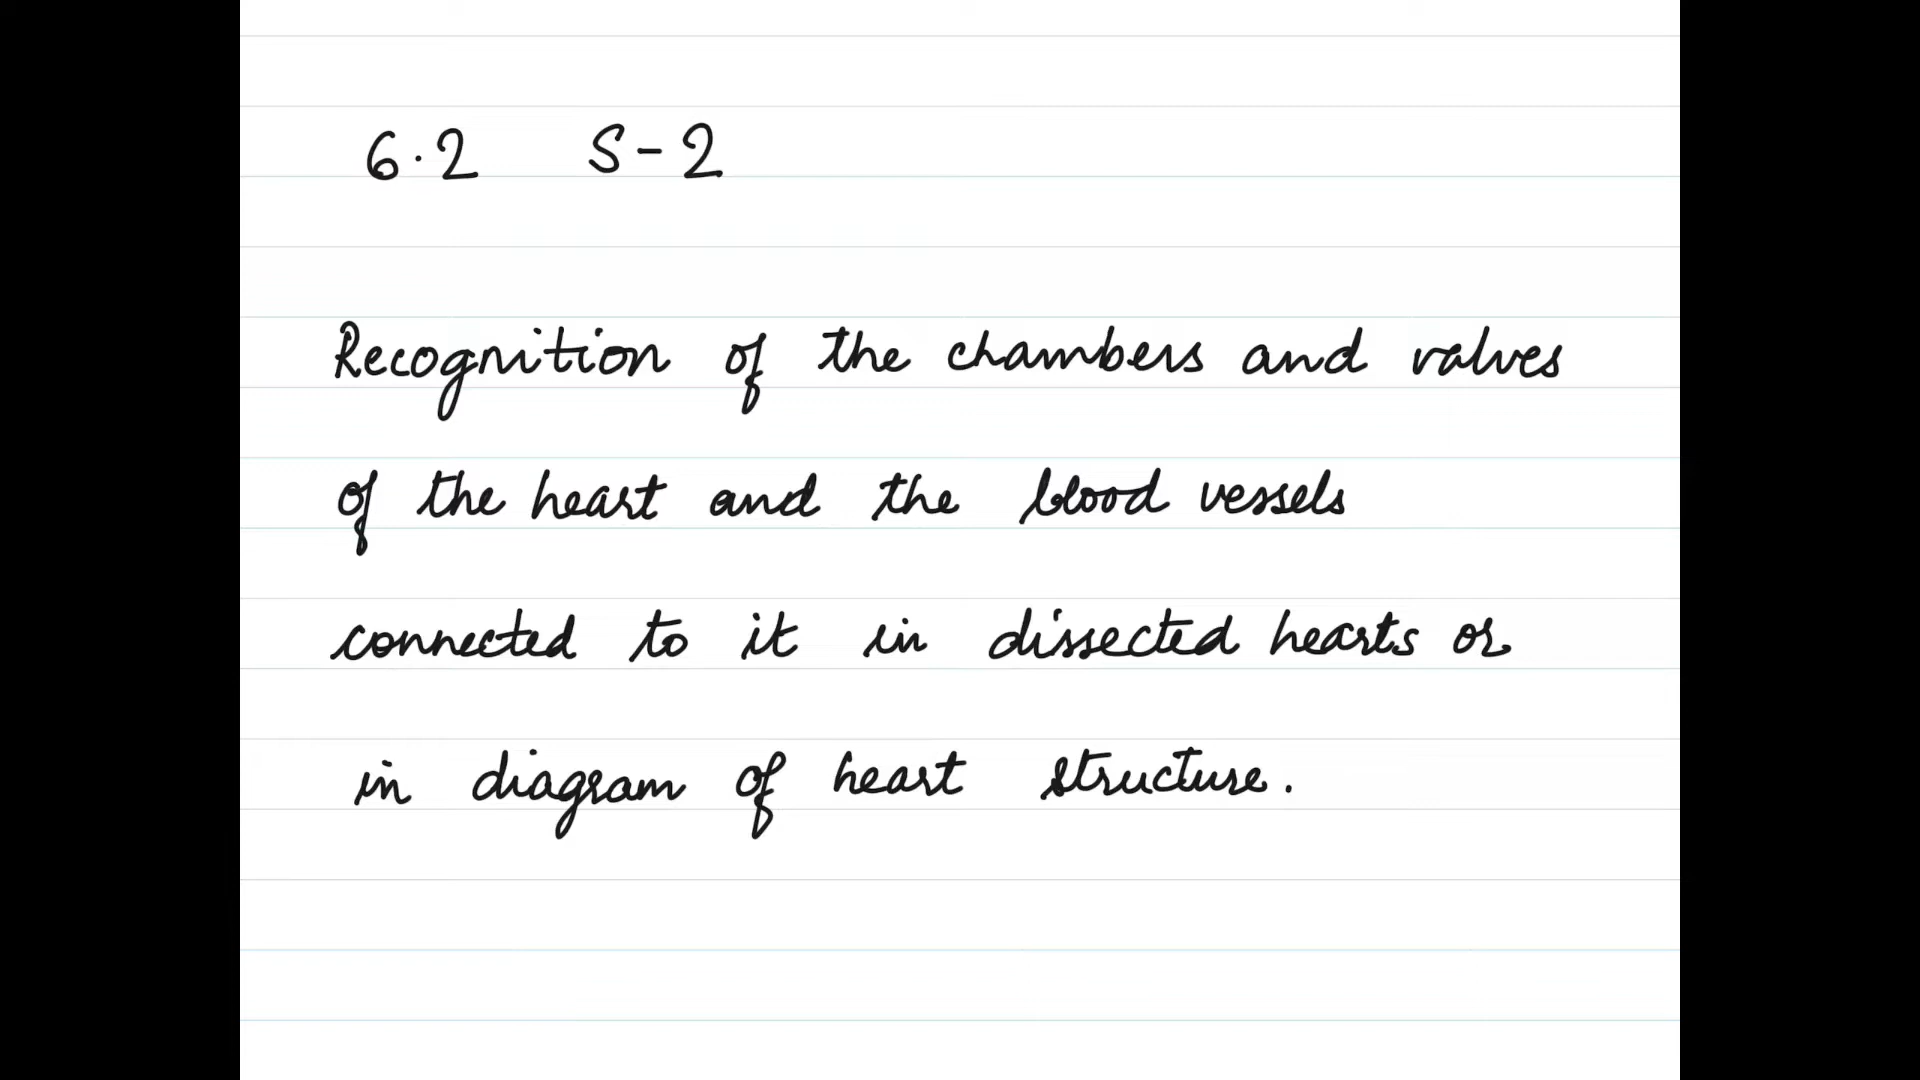 6.2 S-2
Recognition of the chambers and valves
of the heart and the blood vessels
connected to it in dissected hearts or
in diagram of heart structure.